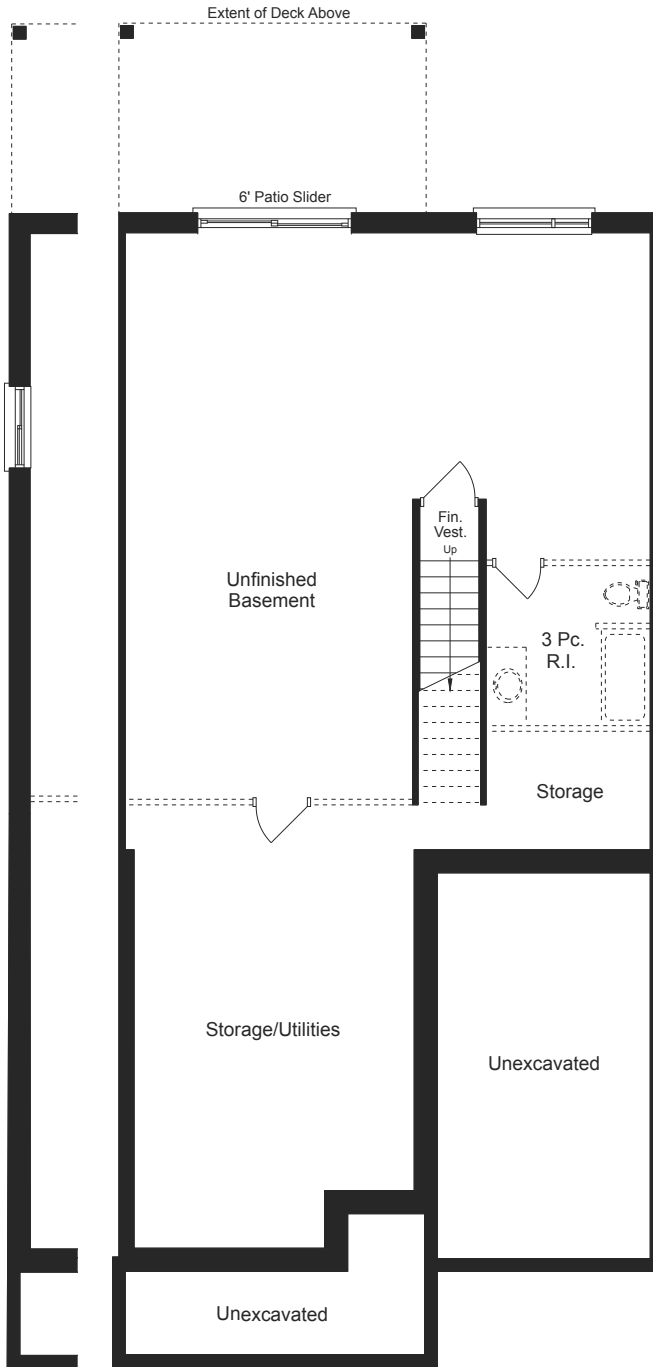 Extent of Deck Above
6' Patio Slider
Fin.
Vest.
Up
Unfinished
Basement
3 Pc.
R.I.
Storage
Storage/Utilities
Unexcavated
Unexcavated